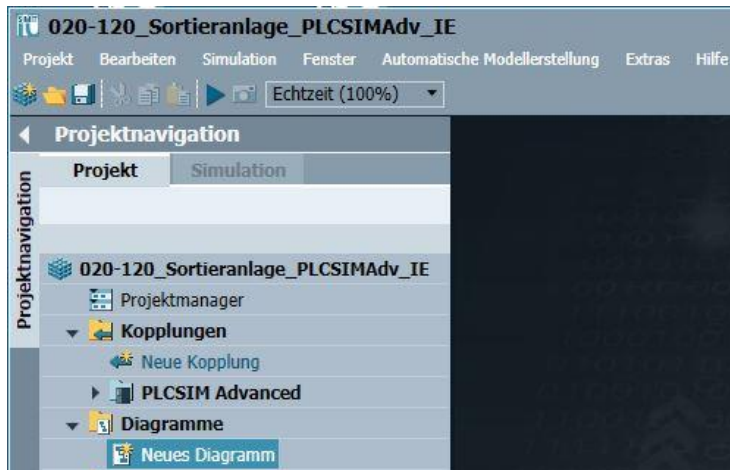 020-120_Sortieranlage_PLCSIMAdv_IE
Projekt Bearbeiten Simulation Fenster Automatische Modellerstellung Extras Hilfe
Echtzeit (100%)
Projektnavigation
Projekt Simulation
Projektnavigation
020-120_Sortieranlage_PLCSIMAdv_IE
Projektmanager
Kopplungen
Neue Kopplung
PLCSIM Advanced
Diagramme
Neues Diagramm